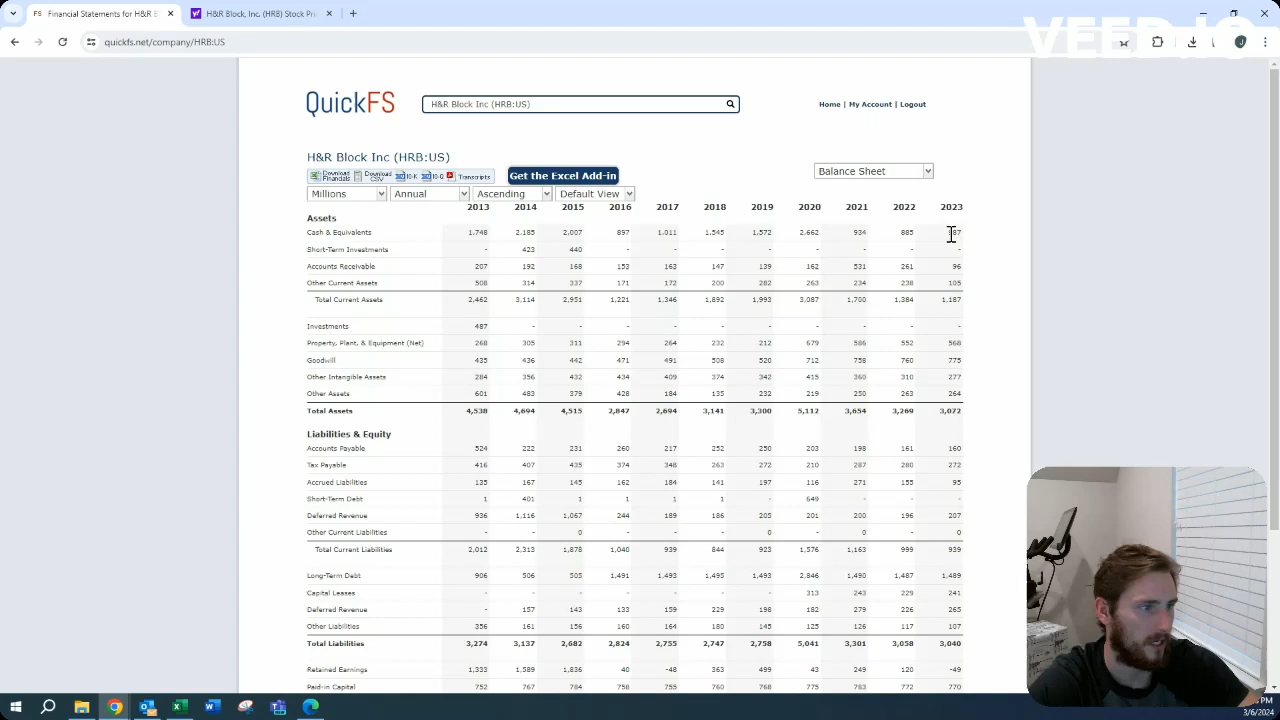 FS Financial Statements for H&R B
H&R Block, Inc. (HRB) Stock Pri
quickfs.net/company/HRB:US
VEED.IO
QuickFS
H&R Block Inc (HRB:US)
Home | My Account | Logout
H&R Block Inc (HRB:US)
Download Financials Download CSV 10-K 10-Q Transcripts
Get the Excel Add-in
Balance Sheet
Millions Annual Ascending Default View
2013 2014 2015 2016 2017 2018 2019 2020 2021 2022 2023
Assets
Cash & Equivalents 1,748 2,185 2,007 897 1,011 1,545 1,572 2,662 934 885 987
Short-Term Investments - 423 440 - - - - - - - -
Accounts Receivable 207 192 168 153 163 147 139 162 531 261 96
Other Current Assets 508 314 337 171 172 200 282 263 234 238 105
Total Current Assets 2,462 3,114 2,951 1,221 1,346 1,892 1,993 3,087 1,700 1,384 1,187
Investments 487 - - - - - - - - - -
Property, Plant, & Equipment (Net) 268 305 311 294 264 232 212 679 586 552 568
Goodwill 435 436 442 471 491 508 520 712 758 760 775
Other Intangible Assets 284 356 432 434 409 374 342 415 360 310 277
Other Assets 601 483 379 428 184 135 232 219 250 263 264
Total Assets 4,538 4,694 4,515 2,847 2,694 3,141 3,300 5,112 3,654 3,269 3,072
Liabilities & Equity
Accounts Payable 524 222 231 260 217 252 250 203 198 161 160
Tax Payable 416 407 435 374 348 263 272 210 287 280 272
Accrued Liabilities 135 167 145 162 184 141 197 116 271 155 95
Short-Term Debt 1 401 1 1 1 1 - 649 - - -
Deferred Revenue 936 1,116 1,067 244 189 186 205 201 200 196 207
Other Current Liabilities - - 0 - - - 0 - 0 - 0
Total Current Liabilities 2,012 2,313 1,878 1,040 939 844 923 1,576 1,163 999 939
Long-Term Debt 906 506 505 1,491 1,493 1,495 1,493 2,846 1,490 1,487 1,489
Capital Leases - - - - - - - 313 243 229 241
Deferred Revenue - 157 143 133 159 229 198 182 279 226 265
Other Liabilities 356 161 156 160 164 180 145 125 126 117 107
Total Liabilities 3,274 3,137 2,682 2,824 2,755 2,747 2,758 5,041 3,301 3,058 3,040
Retained Earnings 1,333 1,589 1,836 40 -48 363 499 43 249 120 -49
Paid-in Capital 752 767 784 758 755 760 768 775 783 772 770
PM
3/6/2024